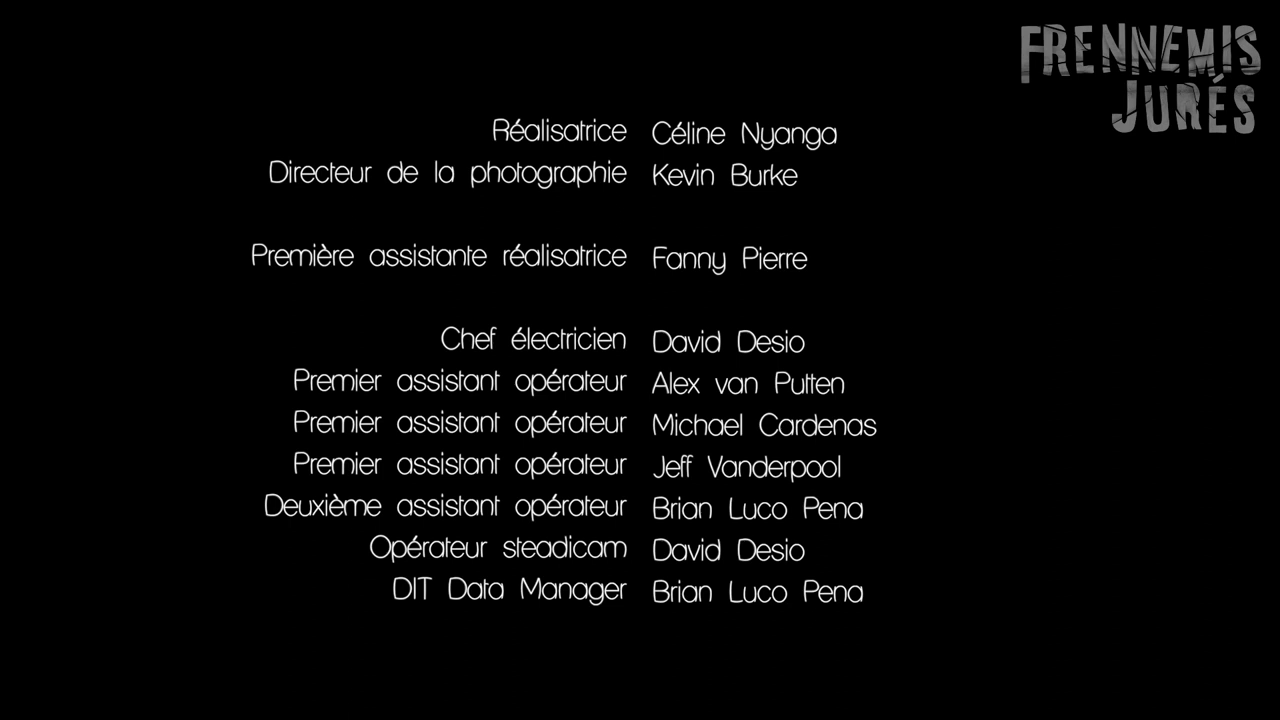 FRENNEMIS
JURÉS
Réalisatrice Céline Nyanga
Directeur de la photographie Kevin Burke
Première assistante réalisatrice Fanny Pierre
Chef électricien David Desio
Premier assistant opérateur Alex van Putten
Premier assistant opérateur Michael Cardenas
Premier assistant opérateur Jeff Vanderpool
Deuxième assistant opérateur Brian Luco Pena
Opérateur steadicam David Desio
DIT Data Manager Brian Luco Pena